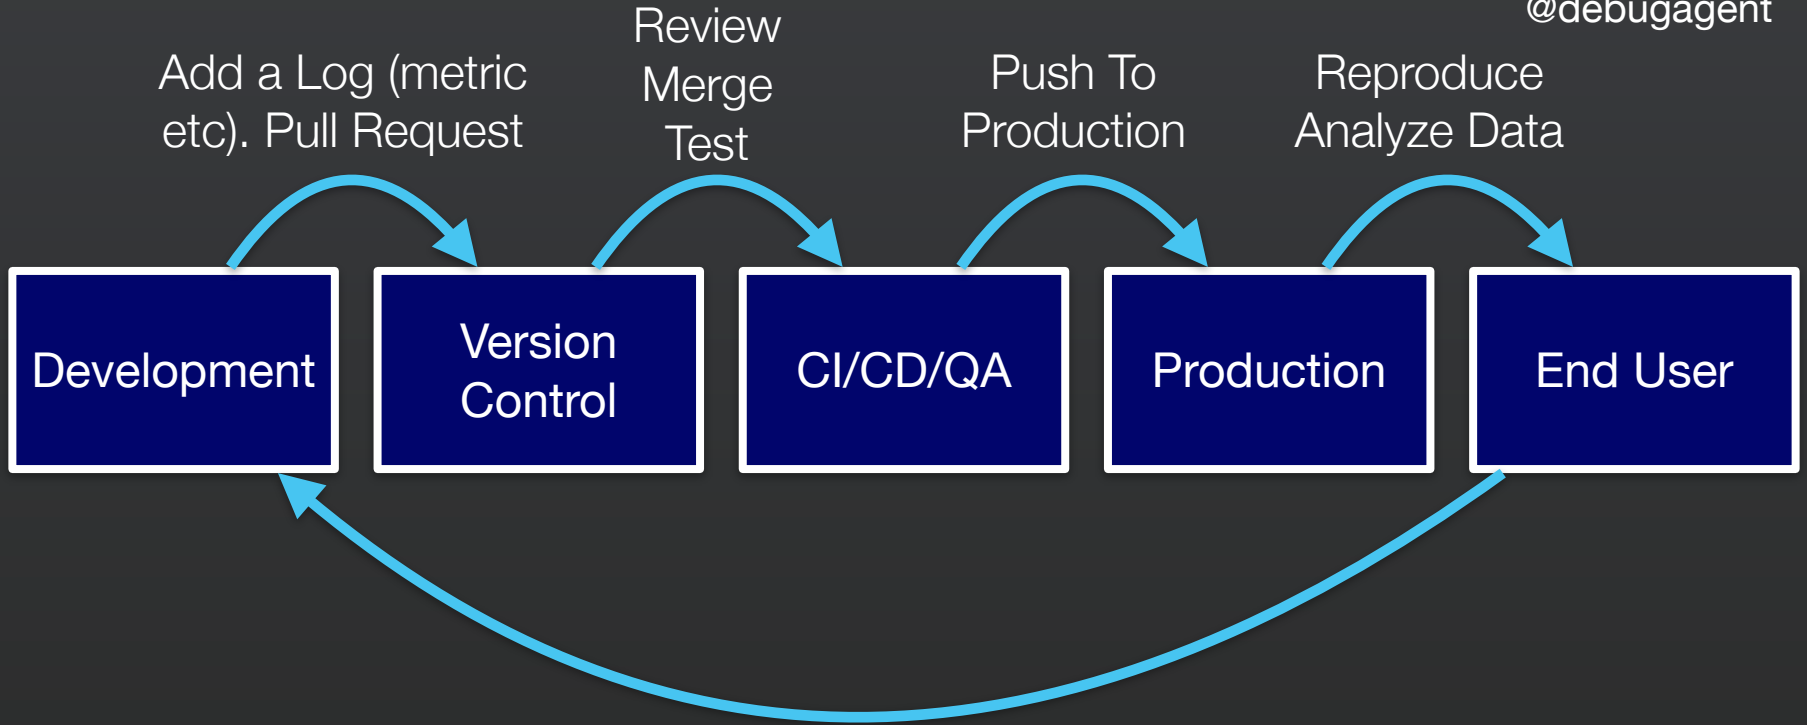 @debugagent
Add a Log (metric
etc). Pull Request
Review
Merge
Test
Push To
Production
Reproduce
Analyze Data
Development
Version
Control
CI/CD/QA
Production
End User